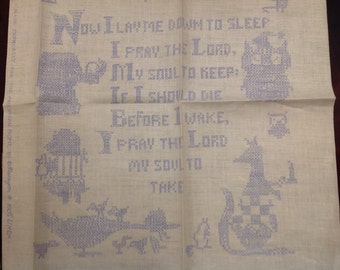 NOW I LAY ME DOWN TO SLEEP
I PRAY THE LORD,
MY SOUL TO KEEP;
IF I SHOULD DIE
BEFORE I WAKE,
I PRAY THE LORD
MY SOUL TO
TAKE